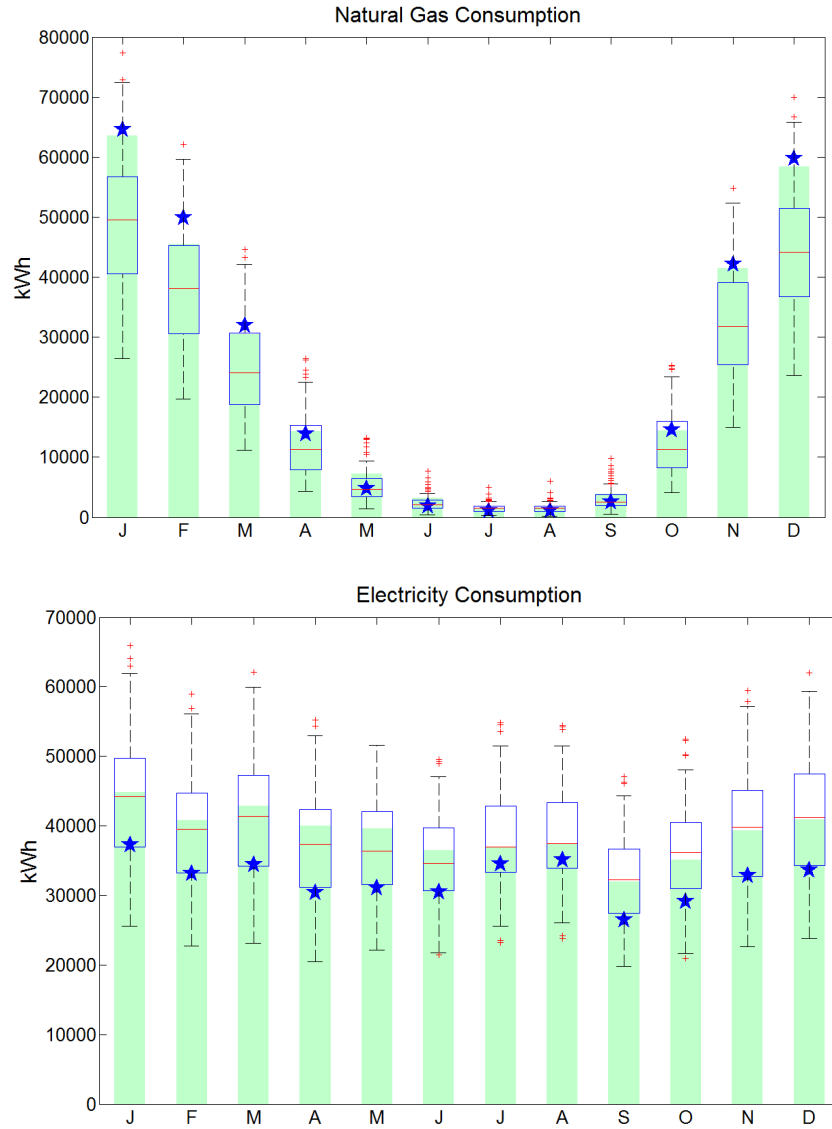 Natural Gas Consumption
80000
70000
60000
50000
40000
30000
20000
10000
0
kWh
J F M A M J J A S O N D
Electricity Consumption
70000
60000
50000
40000
30000
20000
10000
0
kWh
J F M A M J J A S O N D